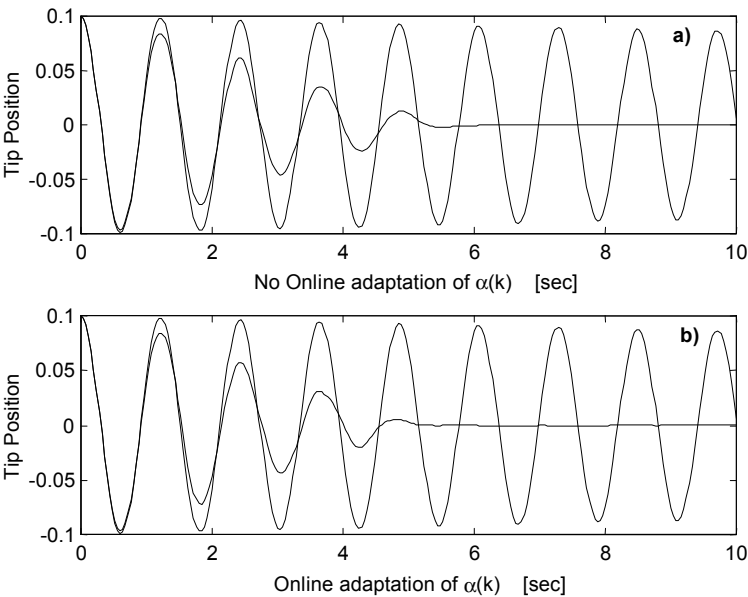 0.1
a)
0.05
Tip Position
0
-0.05
-0.1
0 2 4 6 8 10
No Online adaptation of α(k) [sec]
0.1
b)
0.05
Tip Position
0
-0.05
-0.1
0 2 4 6 8 10
Online adaptation of α(k) [sec]